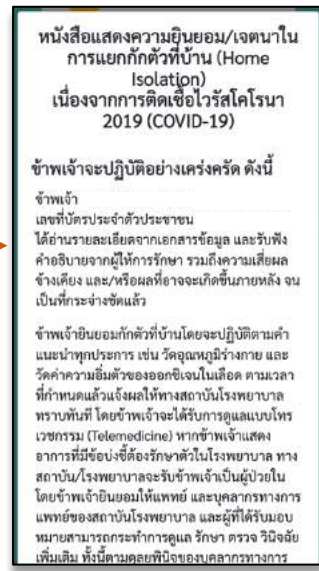 หนังสือแสดงความยินยอม/เจตนาใน
การแยกกักตัวที่บ้าน (Home
Isolation)
เนื่องจากการติดเชื้อไวรัสโคโรนา
2019 (COVID-19)
ข้าพเจ้าจะปฏิบัติอย่างเคร่งครัด ดังนี้
ข้าพเจ้า
เลขที่บัตรประจำตัวประชาชน
ได้อ่านรายละเอียดจากเอกสารข้อมูล และรับฟัง
คำอธิบายจากผู้ให้การรักษา รวมถึงความเสี่ยงผล
ข้างเคียง และ/หรือผลที่อาจจะเกิดขึ้นภายหลัง จน
เป็นที่กระจ่างชัดแล้ว
ข้าพเจ้ายินยอมกักตัวที่บ้านโดยจะปฏิบัติตามคำ
แนะนำทุกประการ เช่น วัดอุณหภูมิร่างกาย และ
วัดค่าความอิ่มตัวของออกซิเจนในเลือด ตามเวลา
ที่กำหนดแล้วแจ้งผลให้ทางสถาบันโรงพยาบาล
ทราบทันที โดยข้าพเจ้าจะได้รับการดูแลแบบโทร
เวชกรรม (Telemedicine) หากข้าพเจ้าแสดง
อาการที่มีข้อบ่งชี้ต้องรักษาตัวในโรงพยาบาล ทาง
สถาบัน/โรงพยาบาลจะรับข้าพเจ้าเป็นผู้ป่วยใน
โดยข้าพเจ้ายินยอมให้แพทย์ และบุคลากรทางการ
แพทย์ของสถาบันโรงพยาบาล และผู้ที่ได้รับมอบ
หมายสามารถกระทำการดูแล รักษา ตรวจ วินิจฉัย
เพิ่มเติม ทั้งนี้ตามดุลยพินิจของบุคลากรทางการ